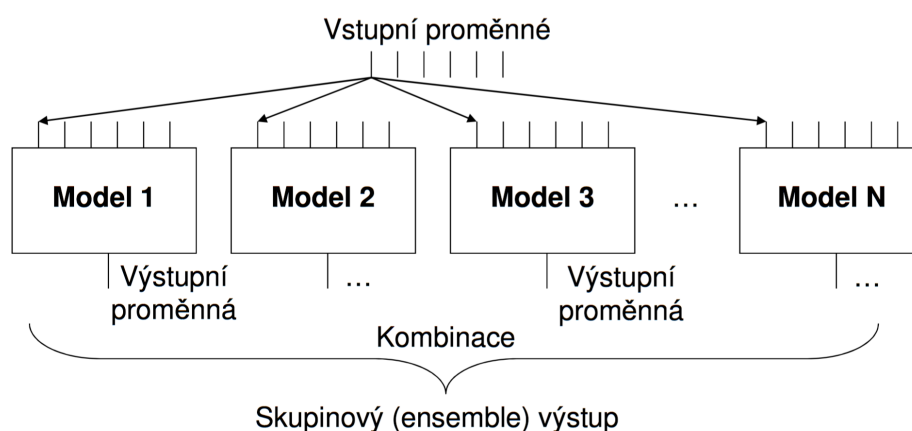 Vstupní proměnné
Model 1
Model 2
Model 3
...
Model N
Výstupní
proměnná
...
Výstupní
proměnná
...
Kombinace
Skupinový (ensemble) výstup